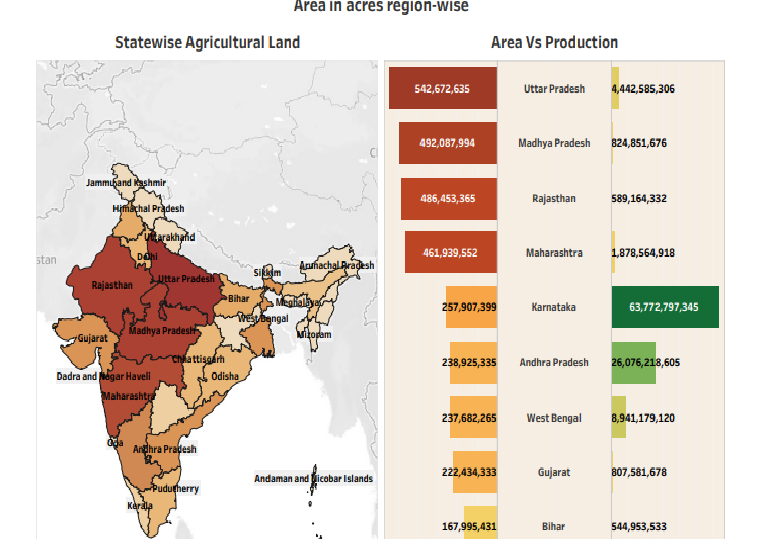 Area in acres region-wise
Statewise Agricultural Land
Area Vs Production
Jammu and Kashmir
Himachal Pradesh
Uttarakhand
Delhi
stan
Rajasthan
Uttar Pradesh
Sikkim
Arunachal Pradesh
Bihar
Meghalaya
West Bengal
Mizoram
Gujarat
Madhya Pradesh
Chhattisgarh
Odisha
Dadra and Nagar Haveli
Maharashtra
Goa
Andhra Pradesh
Puducherry
Kerala
Andaman and Nicobar Islands
542,672,635 Uttar Pradesh 4,442,585,306
492,087,994 Madhya Pradesh 824,851,676
486,453,365 Rajasthan 589,164,332
461,939,552 Maharashtra 1,878,564,918
257,907,399 Karnataka 63,772,797,345
238,925,335 Andhra Pradesh 26,076,218,605
237,682,265 West Bengal 8,941,179,120
222,434,333 Gujarat 807,581,678
167,995,431 Bihar 544,953,533